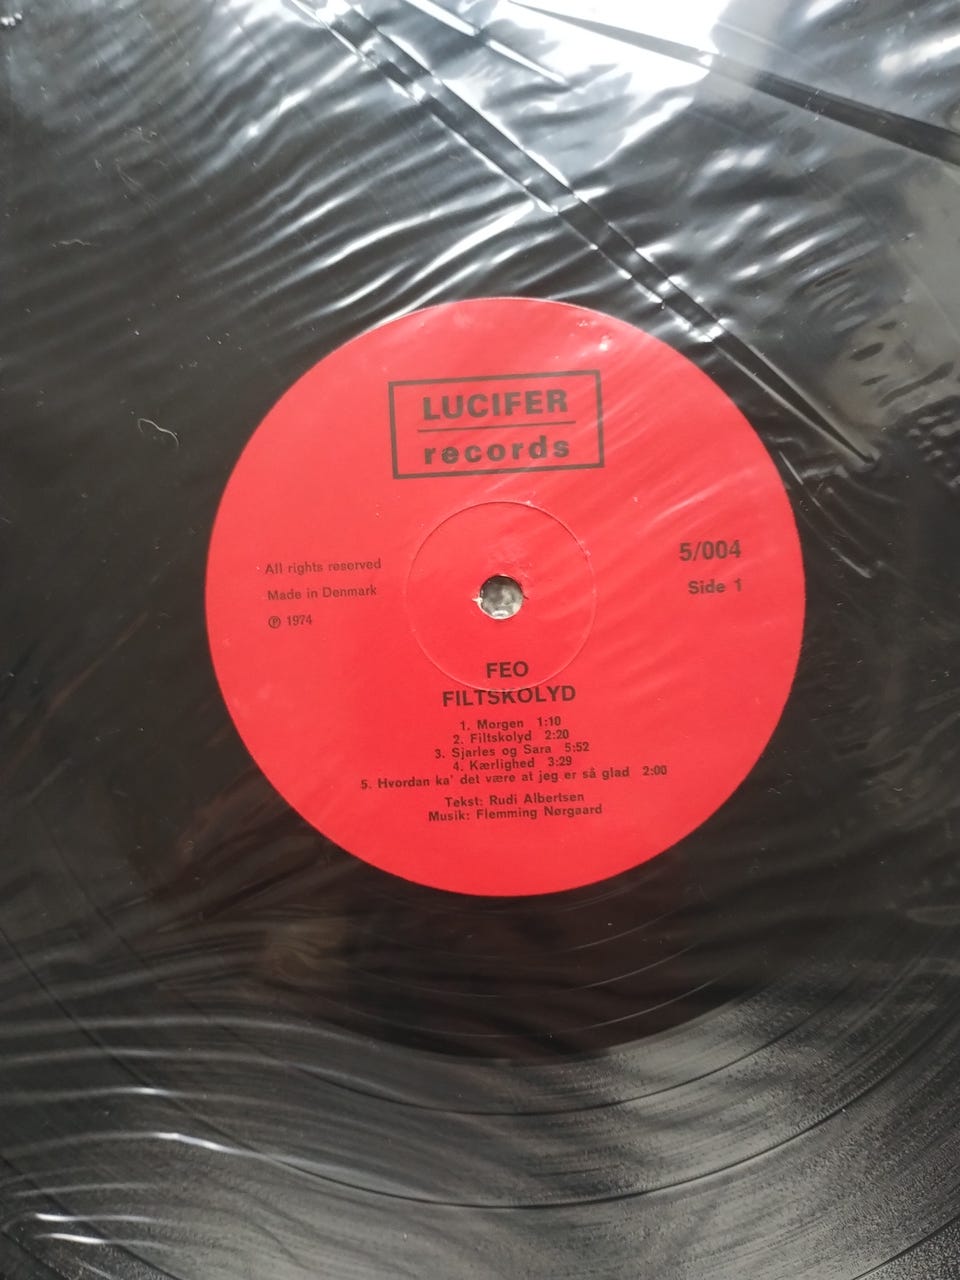 LUCIFER
records
All rights reserved
Made in Denmark
℗ 1974
5/004
Side 1
FEO
FILTSKOLYD
1. Morgen 1:10
2. Filtskolyd 2:20
3. Sjarles og Sara 5:52
4. Kærlighed 3:29
5. Hvordan ka' det være at jeg er så glad 2:00
Tekst: Rudi Albertsen
Musik: Flemming Nørgaard